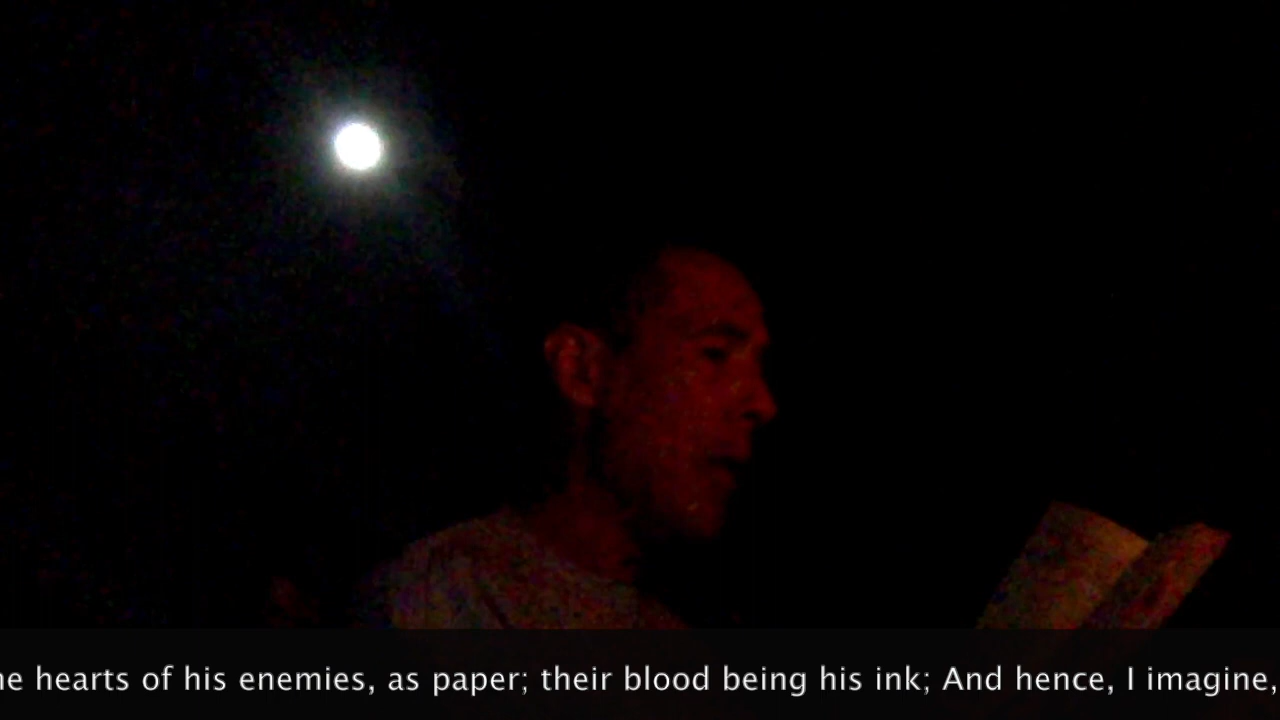 he hearts of his enemies, as paper; their blood being his ink; And hence, I imagine,